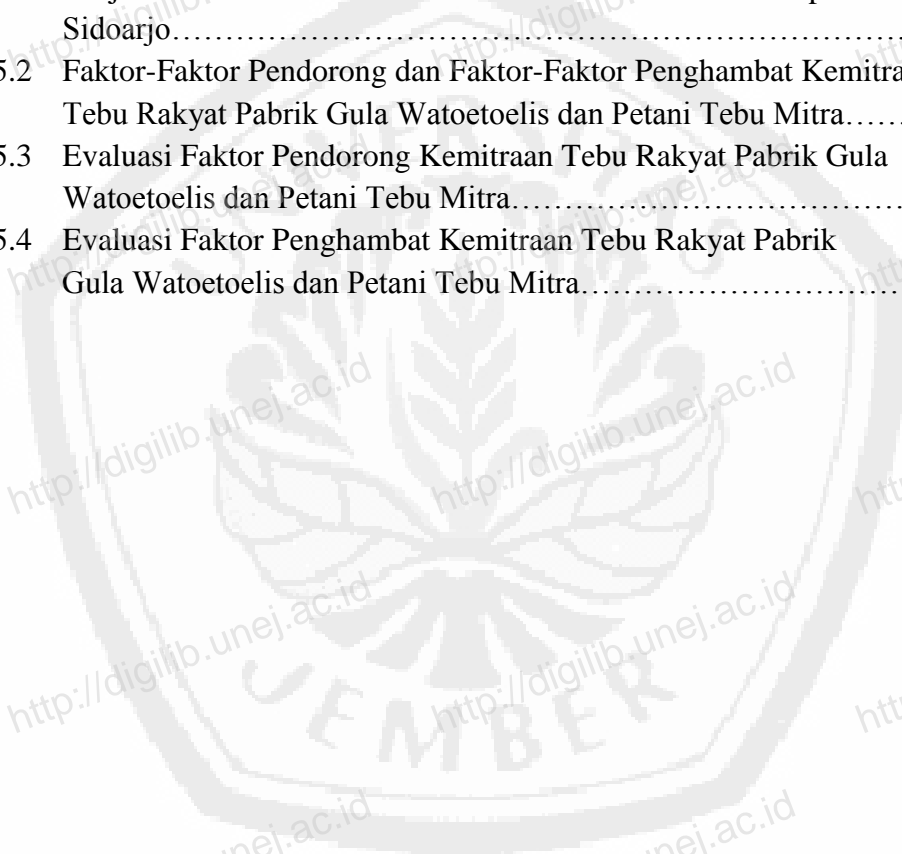 Sidoarjo……………………………………………………………
5.2 Faktor-Faktor Pendorong dan Faktor-Faktor Penghambat Kemitra
Tebu Rakyat Pabrik Gula Watoetoelis dan Petani Tebu Mitra……
5.3 Evaluasi Faktor Pendorong Kemitraan Tebu Rakyat Pabrik Gula
Watoetoelis dan Petani Tebu Mitra………………………………
5.4 Evaluasi Faktor Penghambat Kemitraan Tebu Rakyat Pabrik
Gula Watoetoelis dan Petani Tebu Mitra…………………………
UNIVERSITAS
JEMBER
http://digilib.unej.ac.id
http://digilib.unej.ac.id
http://digilib.unej.ac.id
http://digilib.unej.ac.id
http://digilib.unej.ac.id
http://digilib.unej.ac.id